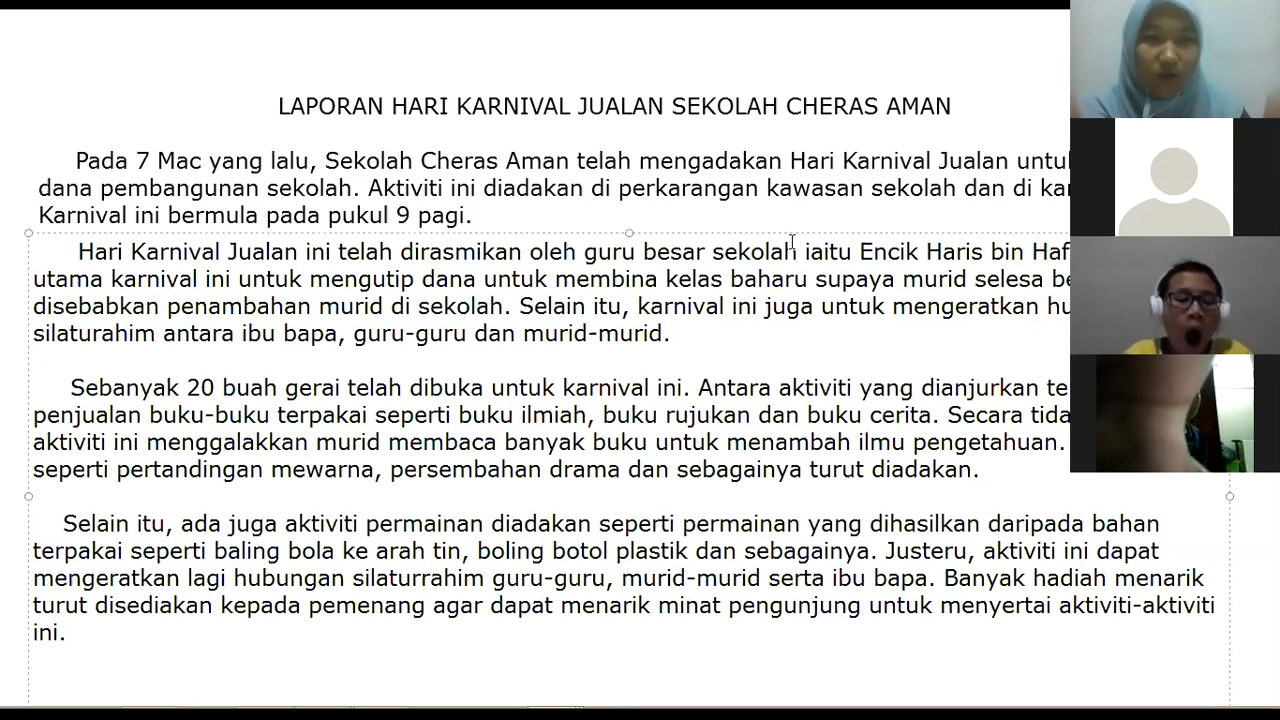 LAPORAN HARI KARNIVAL JUALAN SEKOLAH CHERAS AMAN
Pada 7 Mac yang lalu, Sekolah Cheras Aman telah mengadakan Hari Karnival Jualan
dana pembangunan sekolah. Aktiviti ini diadakan di perkarangan kawasan sekolah dan di
Karnival ini bermula pada pukul 9 pagi.
Hari Karnival Jualan ini telah dirasmikan oleh guru besar sekolah iaitu Encik Haris bin
utama karnival ini untuk mengutip dana untuk membina kelas baharu supaya murid selesa
disebabkan penambahan murid di sekolah. Selain itu, karnival ini juga untuk mengeratkan
silaturahim antara ibu bapa, guru-guru dan murid-murid.
Sebanyak 20 buah gerai telah dibuka untuk karnival ini. Antara aktiviti yang dianjurkan
penjualan buku-buku terpakai seperti buku ilmiah, buku rujukan dan buku cerita. Secara
aktiviti ini menggalakkan murid membaca banyak buku untuk menambah ilmu pengetahuan.
seperti pertandingan mewarna, persembahan drama dan sebagainya turut diadakan.
Selain itu, ada juga aktiviti permainan diadakan seperti permainan yang dihasilkan daripada bahan
terpakai seperti baling bola ke arah tin, boling botol plastik dan sebagainya. Justeru, aktiviti ini dapat
mengeratkan lagi hubungan silaturrahim guru-guru, murid-murid serta ibu bapa. Banyak hadiah menarik
turut disediakan kepada pemenang agar dapat menarik minat pengunjung untuk menyertai aktiviti-aktiviti
ini.